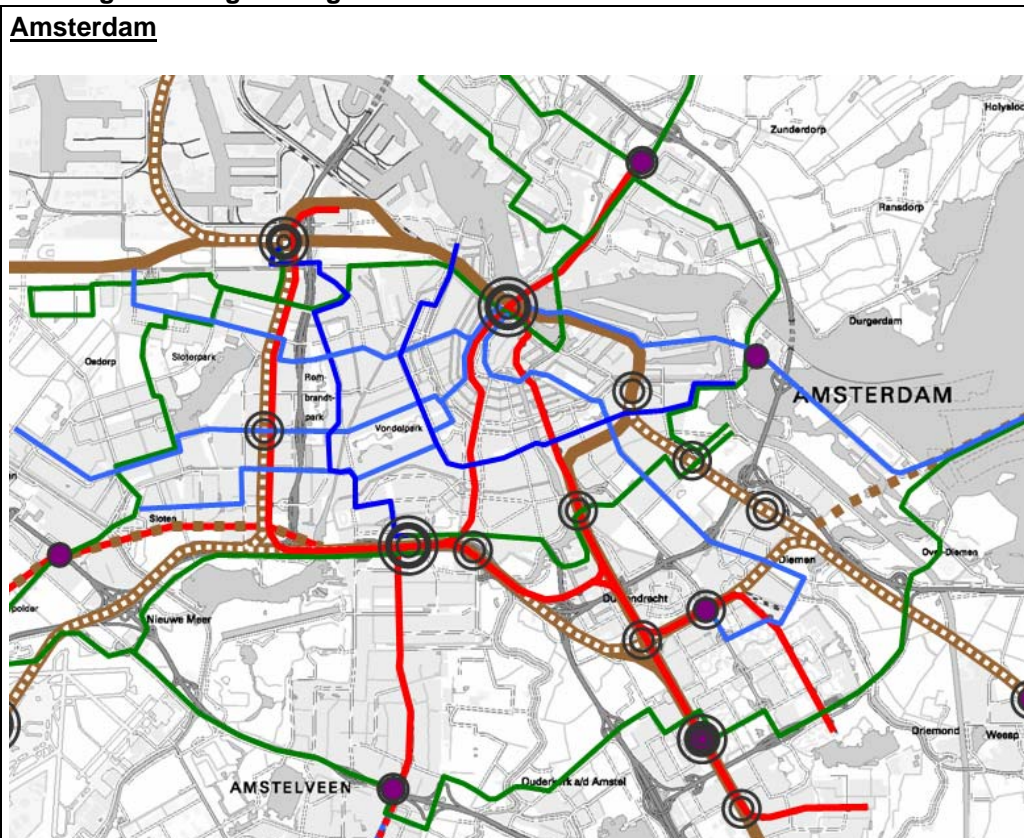 Amsterdam
Zunderdorp
Ransdorp
Durgerdam
Osdorp
Sloterpark
Rem-
brandt-
park
Vondelpark
AMSTERDAM
Sloten
Diemen
Over-Diemen
polder
Nieuwe Meer
Duivendrecht
Driemond
Weesp
AMSTELVEEN
Ouderkerk a/d Amstel